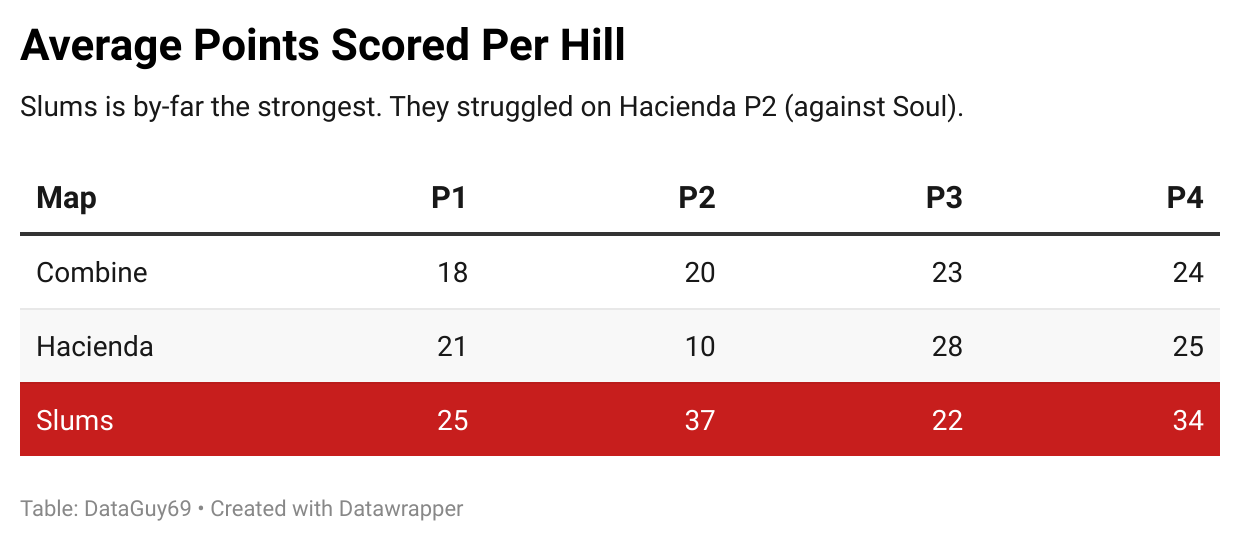 Average Points Scored Per Hill
Slums is by-far the strongest. They struggled on Hacienda P2 (against Soul).
Map P1 P2 P3 P4
Combine 18 20 23 24
Hacienda 21 10 28 25
Slums 25 37 22 34
Table: DataGuy69 • Created with Datawrapper